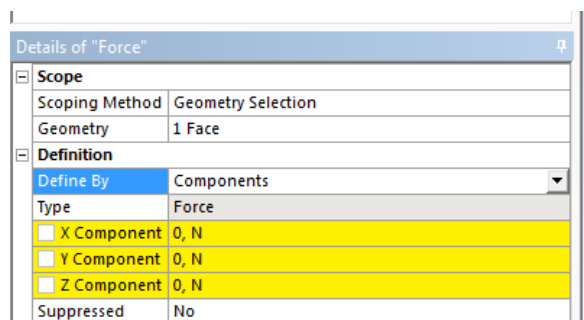 Details of "Force"
Scope
Scoping Method Geometry Selection
Geometry 1 Face
Definition
Define By Components
Type Force
X Component 0, N
Y Component 0, N
Z Component 0, N
Suppressed No